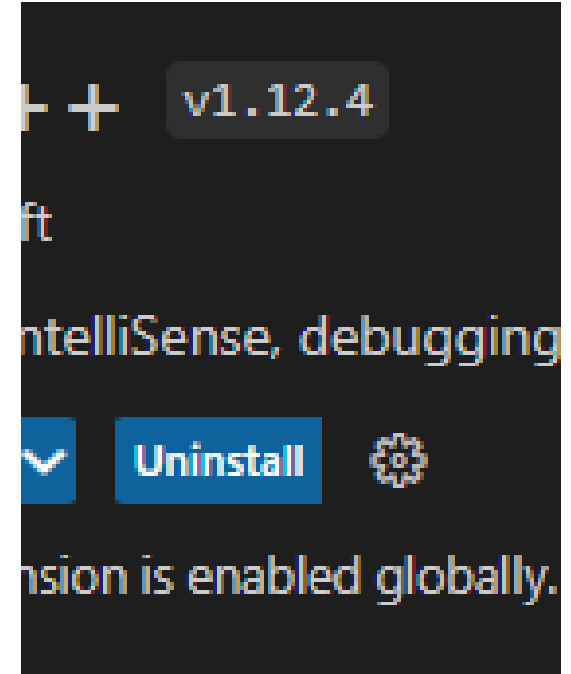 ++ v1.12.4
ft
ntelliSense, debugging
Uninstall
nsion is enabled globally.